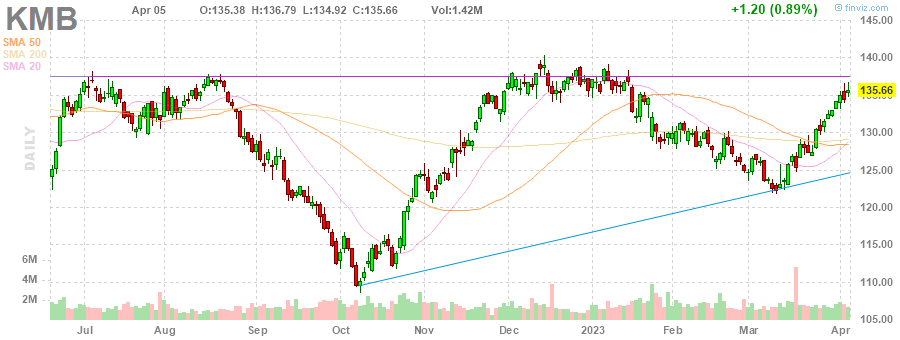 KMB Apr 05 O:135.38 H:136.79 L:134.92 C:135.66 Vol:1.42M +1.20 (0.89%) © finviz.com
SMA 50
SMA 200
SMA 20
DAILY
145.00
140.00
135.66
135.00
130.00
125.00
120.00
115.00
110.00
105.00
6M
4M
2M
Jul Aug Sep Oct Nov Dec 2023 Feb Mar Apr